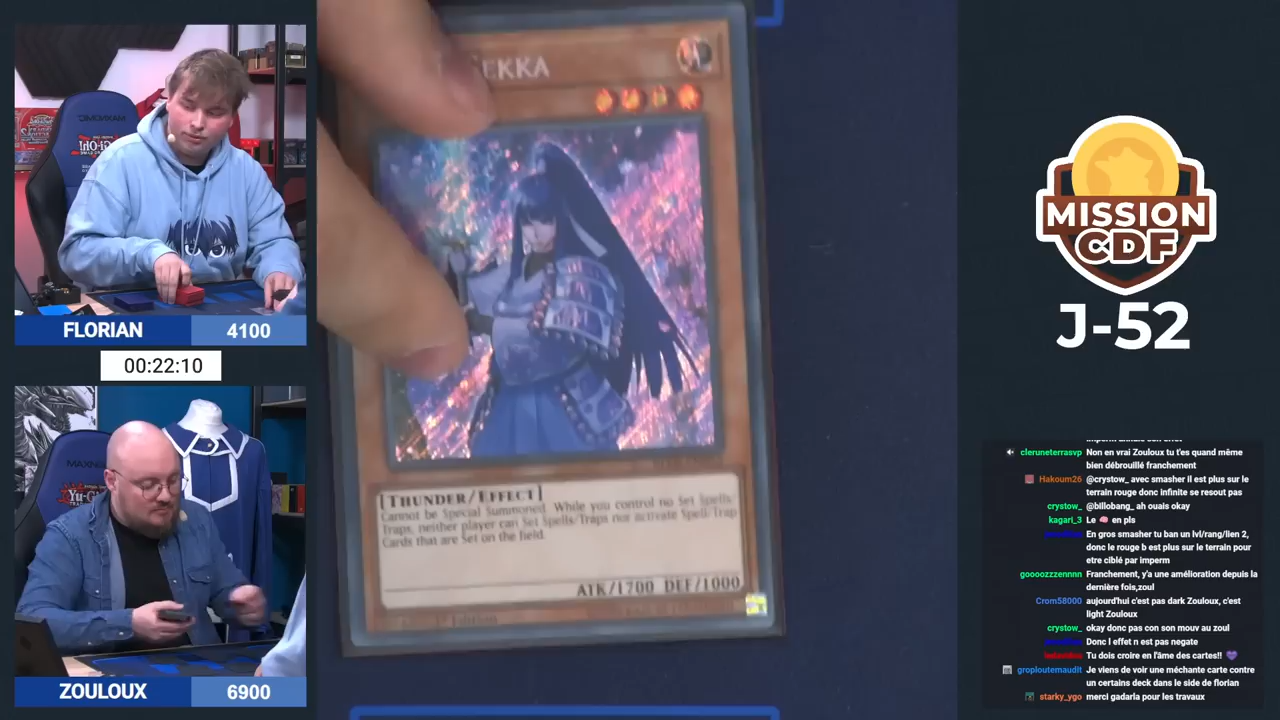 FLORIAN
4100
00:22:10
MAXNOMIC
Yu-Gi
ZOULOUX
6900
EKKA
[THUNDER/EFFECT]
Cannot be Special Summoned. While you control no Set Spells/
Traps, neither player can Set Spells/Traps nor activate Spell/Trap
Cards that are Set on the field.
ATK/1700 DEF/1000
1st Edition
MISSION
CDF
J-52
cleruneterrasvp Non en vrai Zouloux tu t'es quand même
bien débrouillé franchement
Hakoum26 @crystow_ avec smasher il est plus sur le
terrain rouge donc infinite se resout pas
crystow_ @billobang_ ah ouais okay
kagari_3 Le 🧠 en pls
En gros smasher tu ban un lvl/rang/lien 2,
donc le rouge b est plus sur le terrain pour
etre ciblé par imperm
goooozzzennnn Franchement, y'a une amélioration depuis la
dernière fois,zoul
Crom58000 aujourd'hui c'est pas dark Zouloux, c'est
light Zouloux
crystow_ okay donc pas con son mouv au zoul
Donc l effet n est pas negate
Tu dois croire en l'âme des cartes!! 💜
groploutemaudit Je viens de voir une méchante carte contre
un certains deck dans le side de florian
starky_ygo merci gadarla pour les travaux